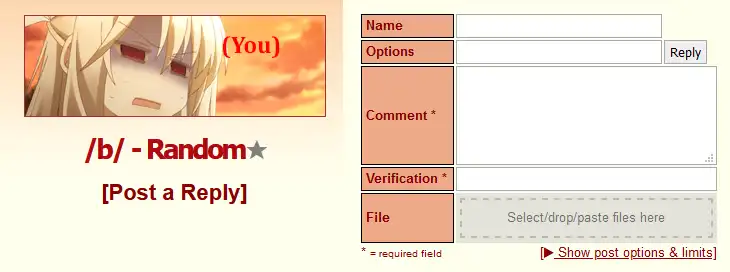 (You)
/b/ - Random★
[Post a Reply]
Name
Options
Reply
Comment *
Verification *
File
Select/drop/paste files here
* = required field
[▶ Show post options & limits]